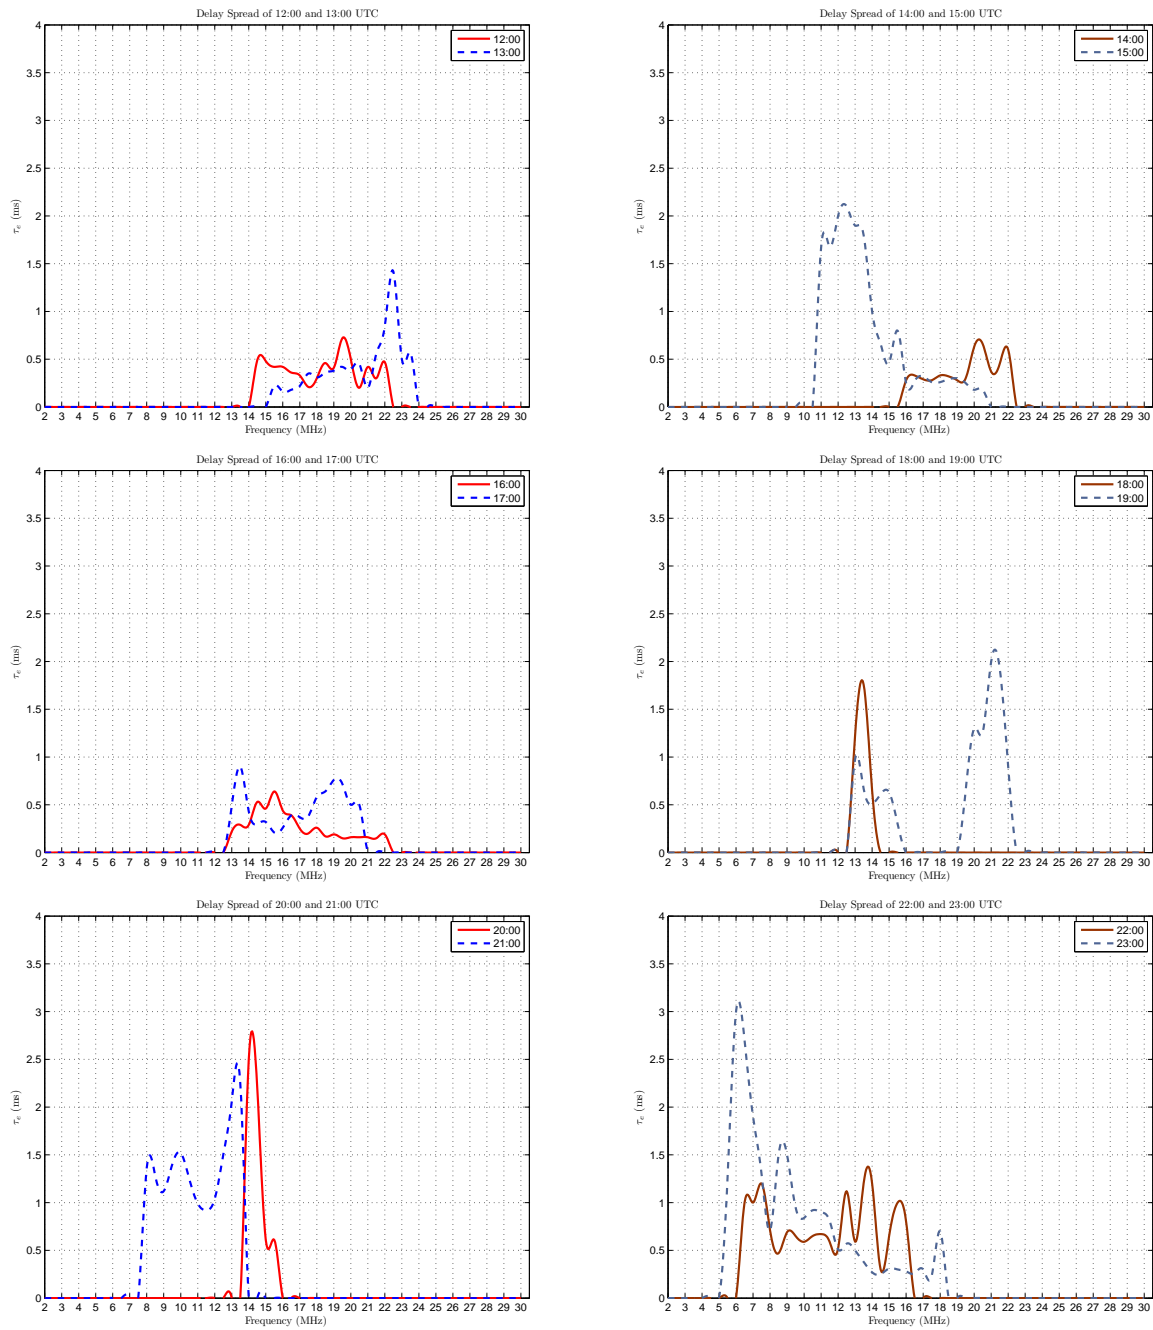 Delay Spread of 12:00 and 13:00 UTC
4
3.5
3
2.5
2
1.5
1
0.5
0
τe (ms)
12:00
13:00
2 3 4 5 6 7 8 9 10 11 12 13 14 15 16 17 18 19 20 21 22 23 24 25 26 27 28 29 30
Frequency (MHz)
Delay Spread of 14:00 and 15:00 UTC
4
3.5
3
2.5
2
1.5
1
0.5
0
τe (ms)
14:00
15:00
2 3 4 5 6 7 8 9 10 11 12 13 14 15 16 17 18 19 20 21 22 23 24 25 26 27 28 29 30
Frequency (MHz)
Delay Spread of 16:00 and 17:00 UTC
4
3.5
3
2.5
2
1.5
1
0.5
0
τe (ms)
16:00
17:00
2 3 4 5 6 7 8 9 10 11 12 13 14 15 16 17 18 19 20 21 22 23 24 25 26 27 28 29 30
Frequency (MHz)
Delay Spread of 18:00 and 19:00 UTC
4
3.5
3
2.5
2
1.5
1
0.5
0
τe (ms)
18:00
19:00
2 3 4 5 6 7 8 9 10 11 12 13 14 15 16 17 18 19 20 21 22 23 24 25 26 27 28 29 30
Frequency (MHz)
Delay Spread of 20:00 and 21:00 UTC
4
3.5
3
2.5
2
1.5
1
0.5
0
τe (ms)
20:00
21:00
2 3 4 5 6 7 8 9 10 11 12 13 14 15 16 17 18 19 20 21 22 23 24 25 26 27 28 29 30
Frequency (MHz)
Delay Spread of 22:00 and 23:00 UTC
4
3.5
3
2.5
2
1.5
1
0.5
0
τe (ms)
22:00
23:00
2 3 4 5 6 7 8 9 10 11 12 13 14 15 16 17 18 19 20 21 22 23 24 25 26 27 28 29 30
Frequency (MHz)